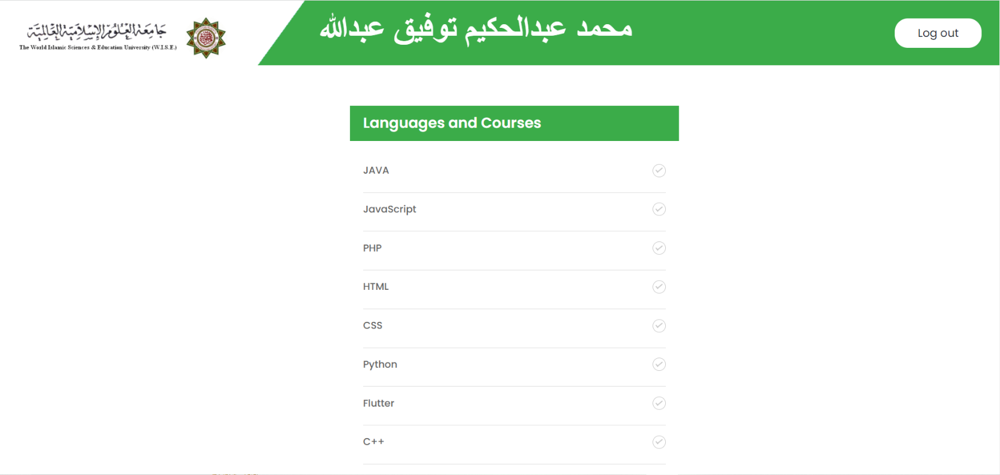 جامعة العلوم الإسلامية العالمية
The World Islamic Sciences & Education University (W.I.S.E.)
محمد عبدالحكيم توفيق عبدالله
Log out
Languages and Courses
JAVA
JavaScript
PHP
HTML
CSS
Python
Flutter
C++